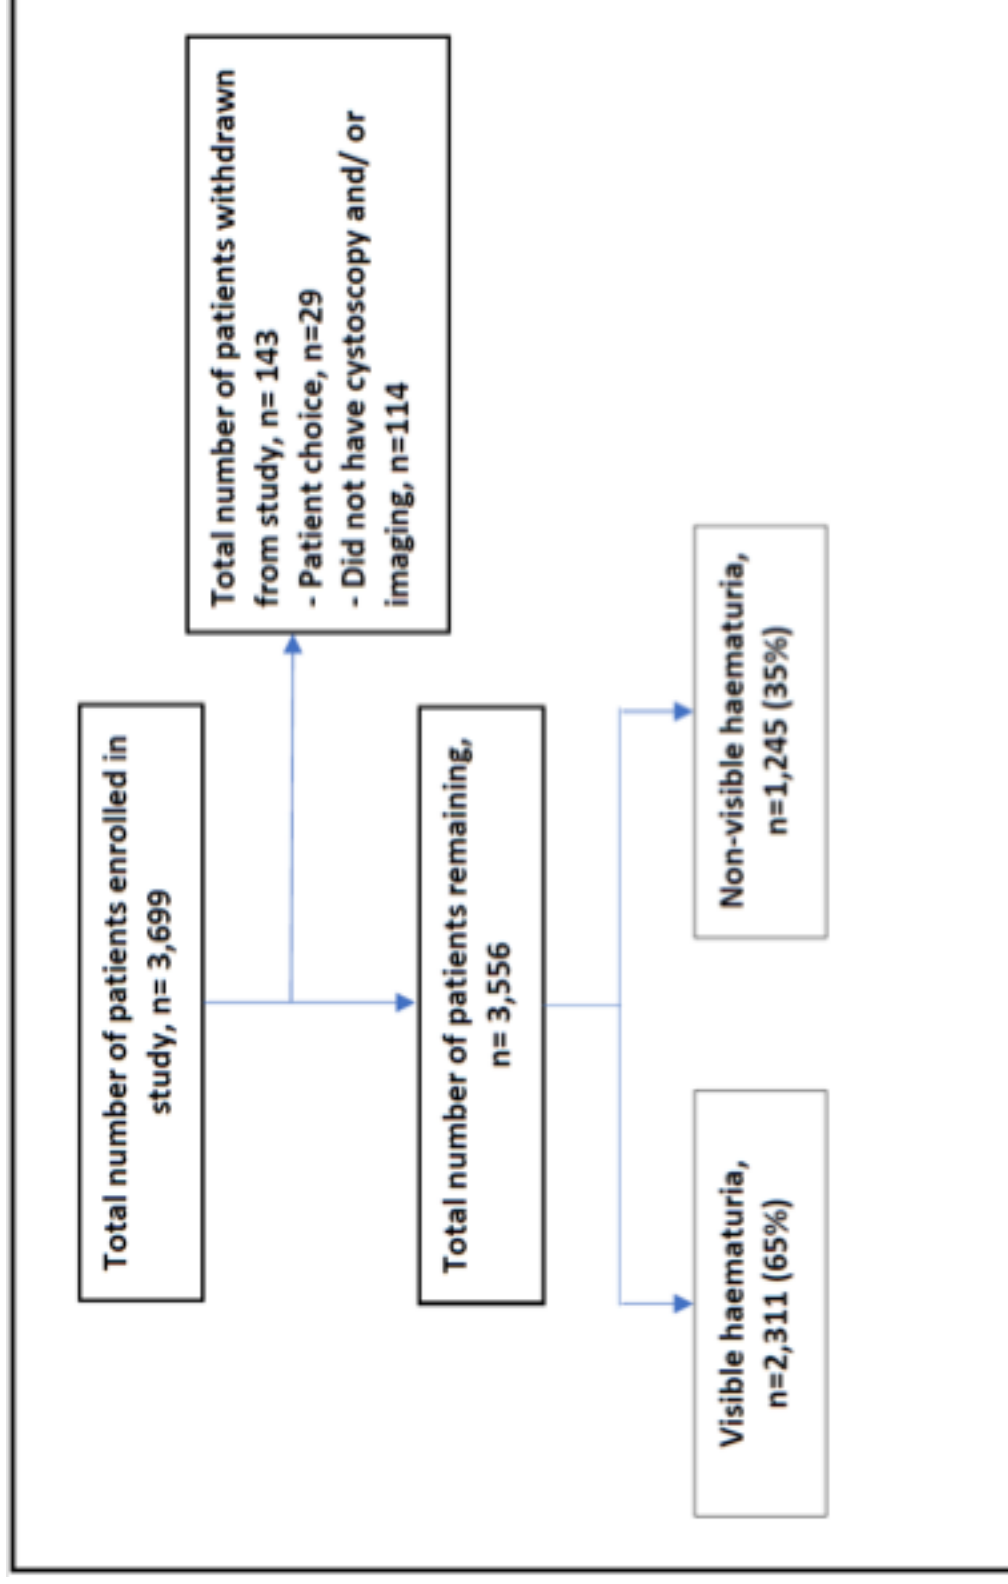 Total number of patients enrolled in
study, n= 3,699
Total number of patients withdrawn
from study, n= 143
- Patient choice, n=29
- Did not have cystoscopy and/ or
imaging, n=114
Total number of patients remaining,
n= 3,556
Visible haematuria,
n=2,311 (65%)
Non-visible haematuria,
n=1,245 (35%)